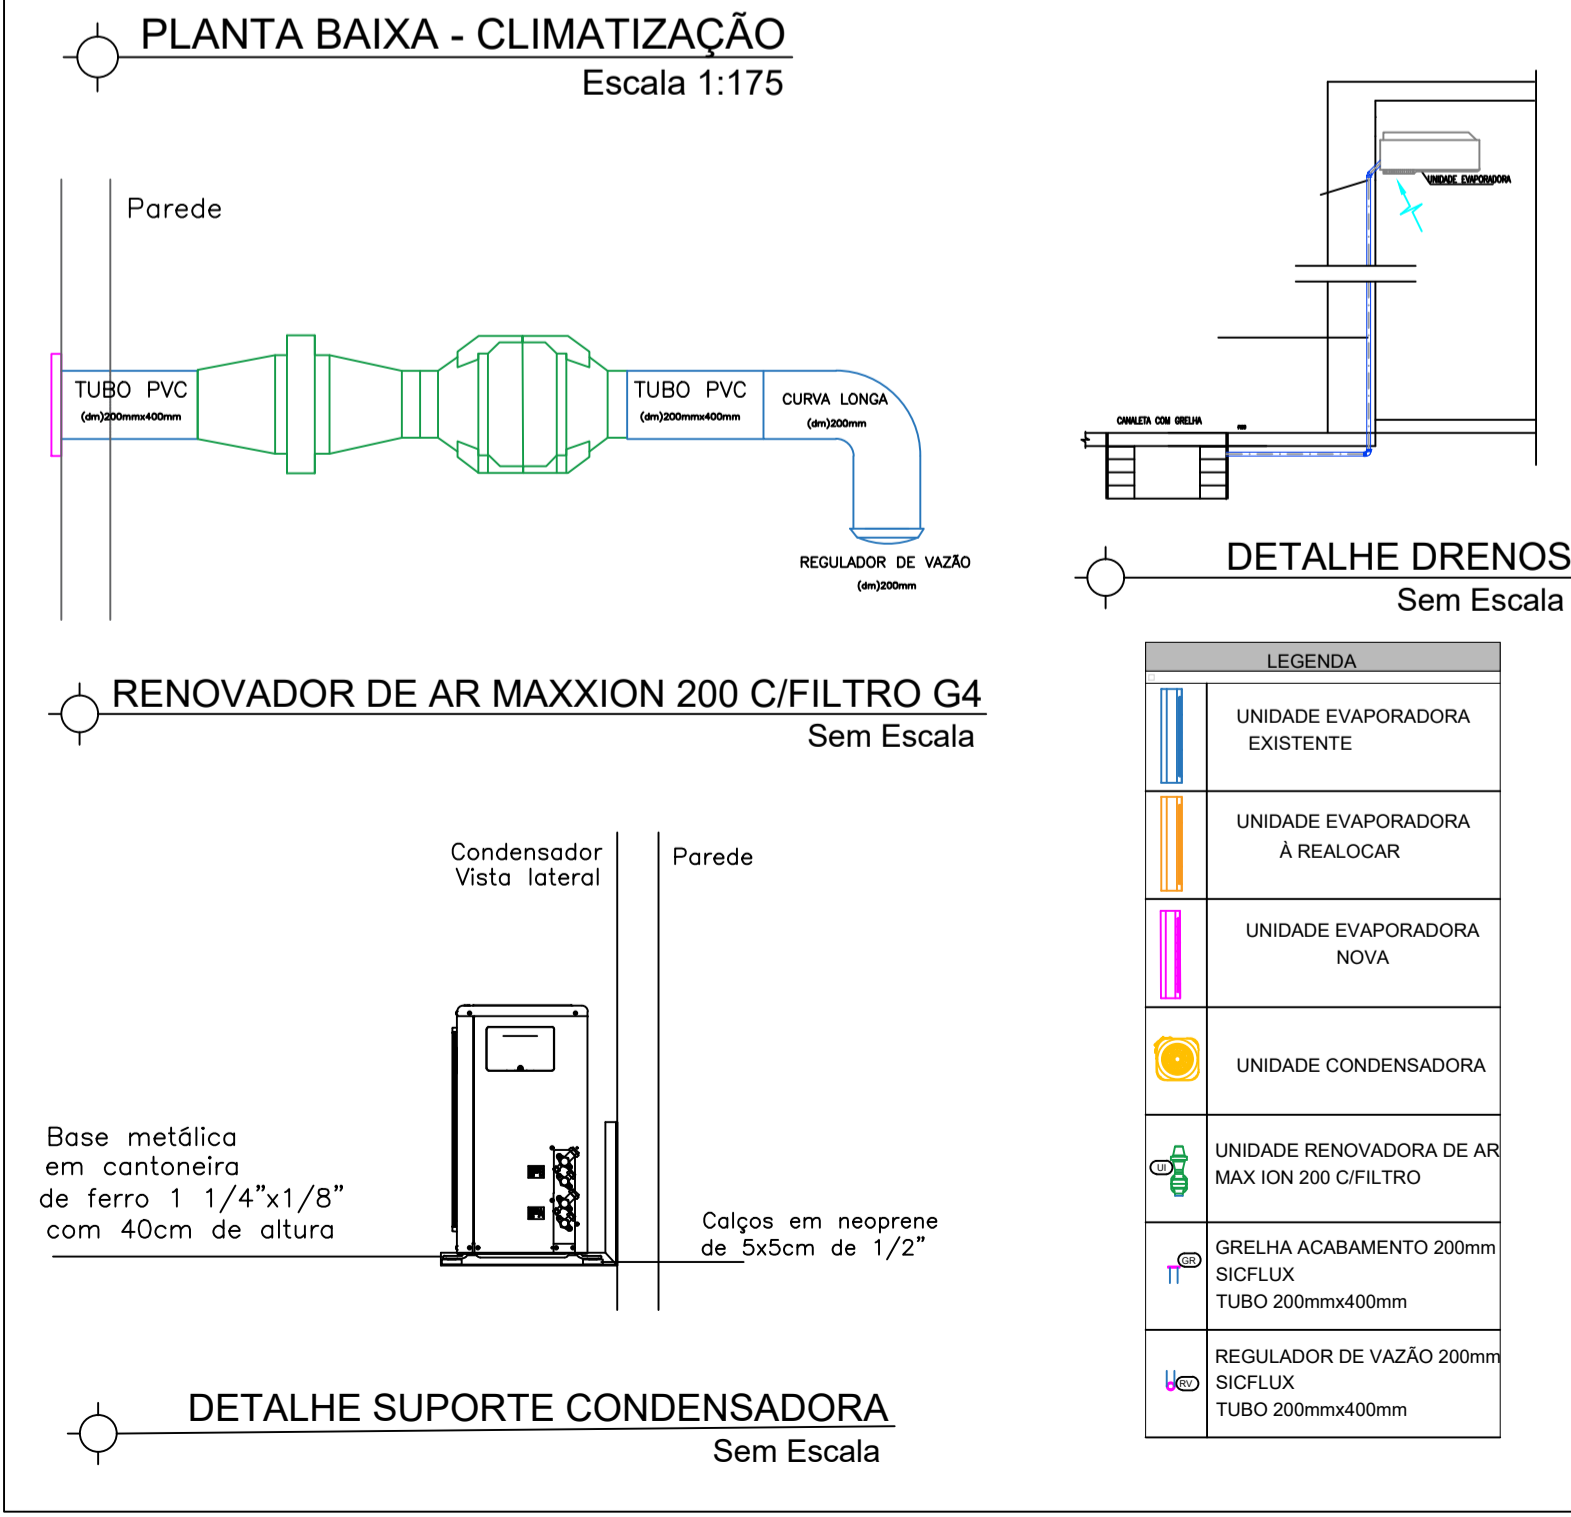 PLANTA BAIXA - CLIMATIZAÇÃO
Escala 1:175
Parede
TUBO PVC
(dm)200mmx400mm
TUBO PVC
(dm)200mmx400mm
CURVA LONGA
(dm)200mm
REGULADOR DE VAZÃO
(dm)200mm
RENOVADOR DE AR MAXXION 200 C/FILTRO G4
Sem Escala
UNIDADE EVAPORADORA
CANALETA COM GRELHA
DETALHE DRENOS
Sem Escala
Condensador
Vista lateral
Parede
Base metálica
em cantoneira
de ferro 1 1/4”x1/8”
com 40cm de altura
Calços em neoprene
de 5x5cm de 1/2”
DETALHE SUPORTE CONDENSADORA
Sem Escala
LEGENDA
UNIDADE EVAPORADORA
EXISTENTE
UNIDADE EVAPORADORA
À REALOCAR
UNIDADE EVAPORADORA
NOVA
UNIDADE CONDENSADORA
UI
UNIDADE RENOVADORA DE AR
MAX ION 200 C/FILTRO
GR
GRELHA ACABAMENTO 200mm
SICFLUX
TUBO 200mmx400mm
RV
REGULADOR DE VAZÃO 200mm
SICFLUX
TUBO 200mmx400mm